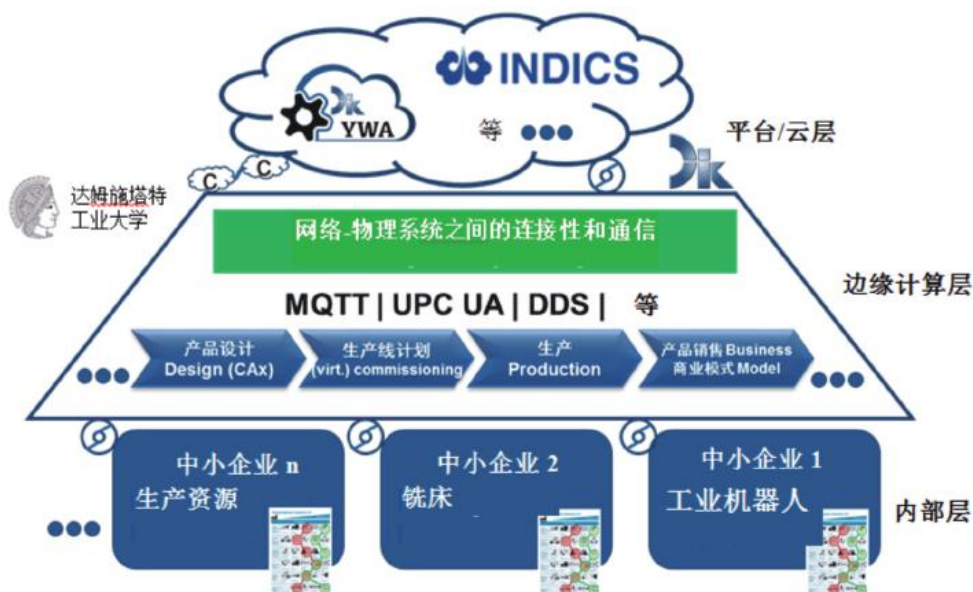 INDICS
Dik
YWA
等
平台/云层
Dik
C
C
达姆施塔特
工业大学
网络-物理系统之间的连接性和通信
边缘计算层
MQTT | UPC UA | DDS | 等
产品设计
Design (CAx)
生产线计划
(virt.) commissioning
生产
Production
产品销售 Business
商业模式 Model
中小企业 n
生产资源
中小企业 2
铣床
中小企业 1
工业机器人
内部层